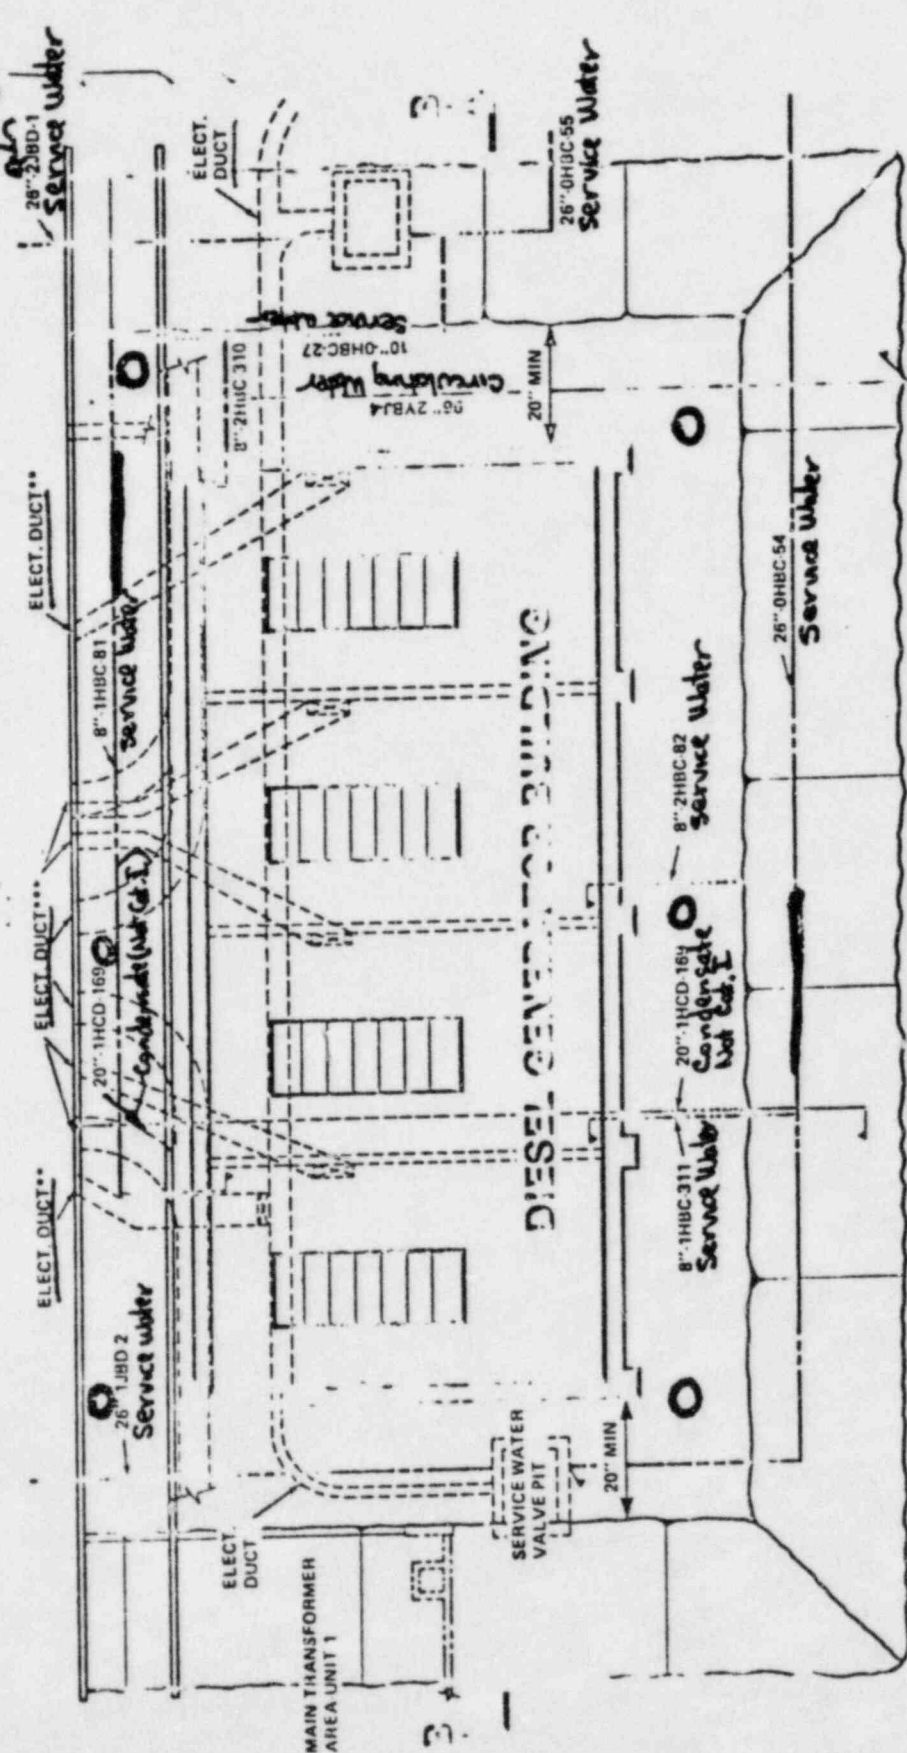 26"-2JBD-1
Service Water
ELECT.
DUCT
26"-0HBC-55
Service Water
Service water
10"-0HBC-27
Circulating Water
96"-2YBJ-4
20" MIN
8"-2HBC-310
ELECT. DUCT**
8"-1HBC-81
Service Water
ELECT DUCT***
20"-1HCD-169
Condensate (Not Cat. I)
ELECT. DUCT**
26"-1JBD 2
Service water
DIESEL GENERATOR BUILDING
26"-0HBC-54
Service Water
8"-2HBC-82
Service Water
20"-1HCD-169
Condensate
Not Cat. I
8"-1HBC-311
Service Water
ELECT.
DUCT
SERVICE WATER
VALVE PIT
20" MIN
MAIN TRANSFORMER
AREA UNIT 1